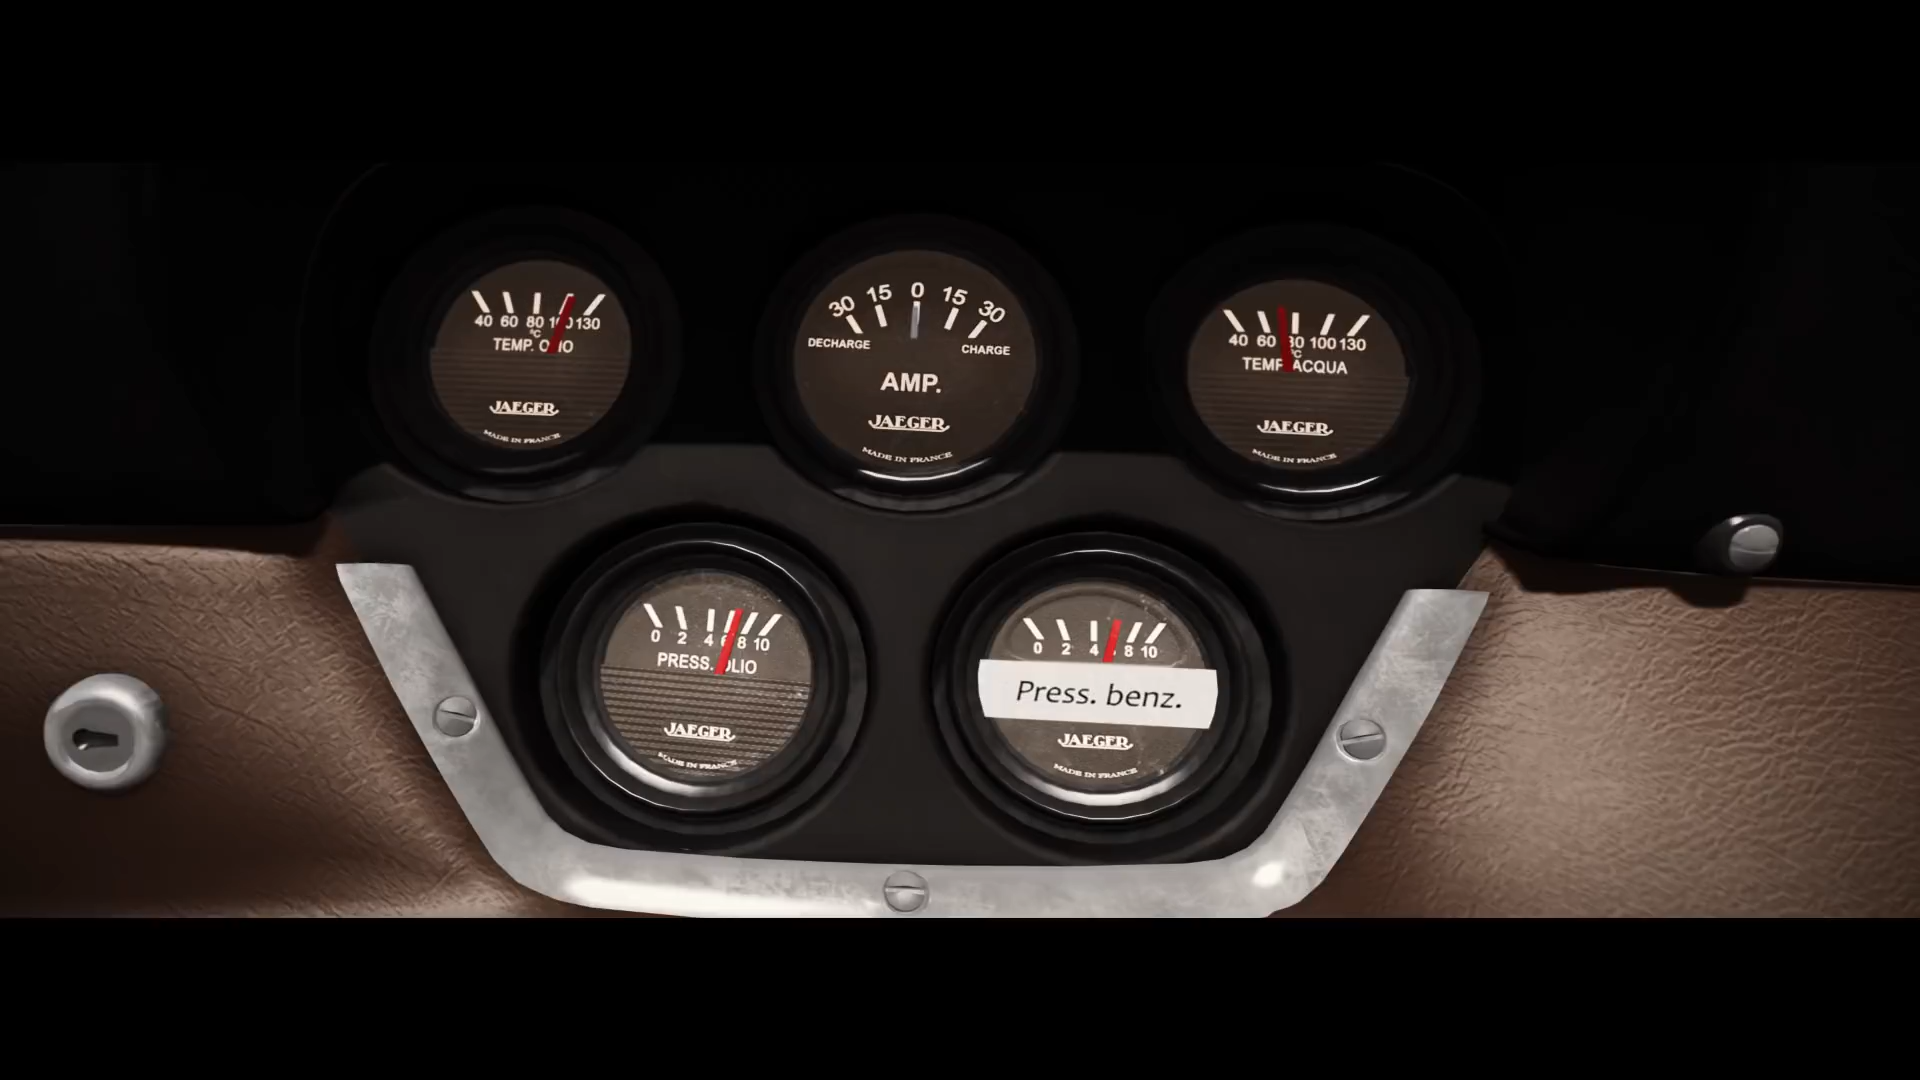 40 60 80 100 130
°C
TEMP. OLIO
JAEGER
MADE IN FRANCE
30 15 0 15 30
DECHARGE CHARGE
AMP.
JAEGER
MADE IN FRANCE
40 60 80 100 130
°C
TEMP. ACQUA
JAEGER
MADE IN FRANCE
0 2 4 6 8 10
PRESS. OLIO
JAEGER
MADE IN FRANCE
0 2 4 8 10
Press. benz.
JAEGER
MADE IN FRANCE